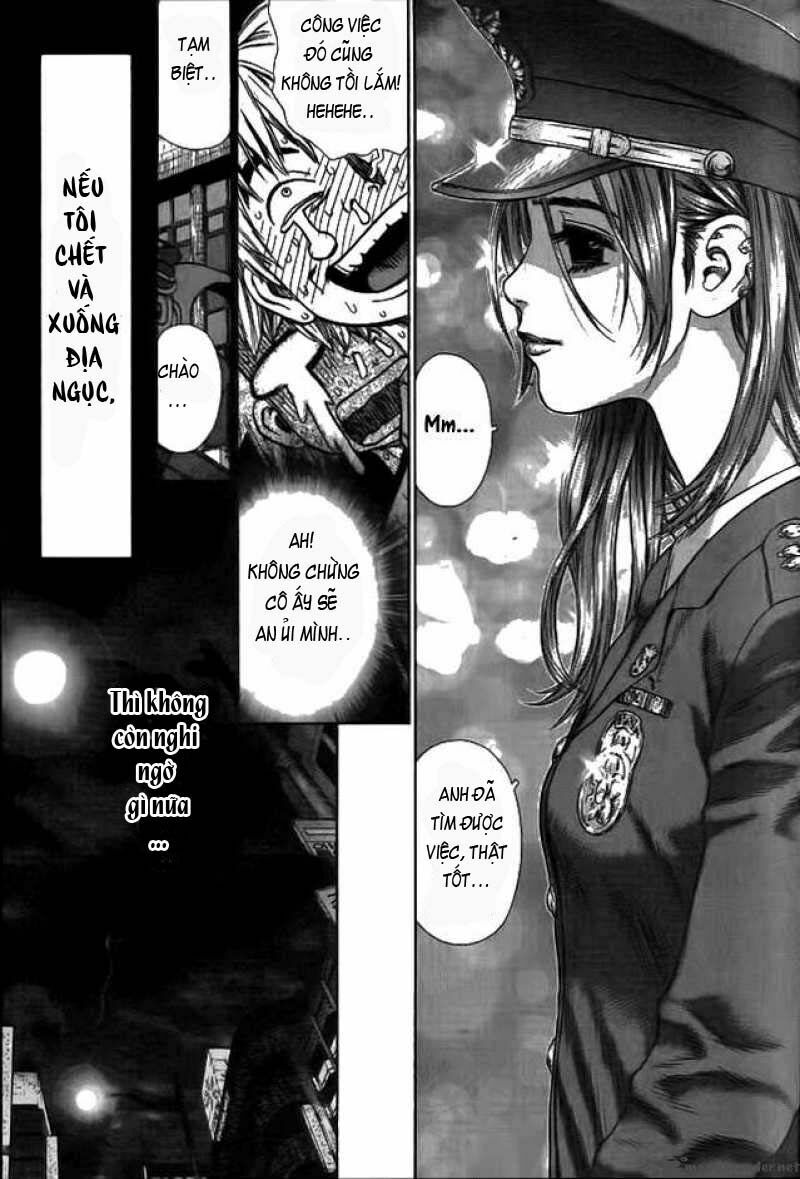 Mm...
ANH ĐÃ
TÌM ĐƯỢC
VIỆC, THẬT
TỐT...
CÔNG VIỆC
ĐÓ CŨNG
KHÔNG TỒI LẮM!
HEHEHE..
AH!
KHÔNG CHỪNG
CÔ ẤY SẼ
AN ỦI MÌNH..
TẠM
BIỆT..
CHÀO
...
NẾU
TÔI
CHẾT
VÀ
XUỐNG
ĐỊA
NGỤC,
Thì không
còn nghi
ngờ
gì nữa
...